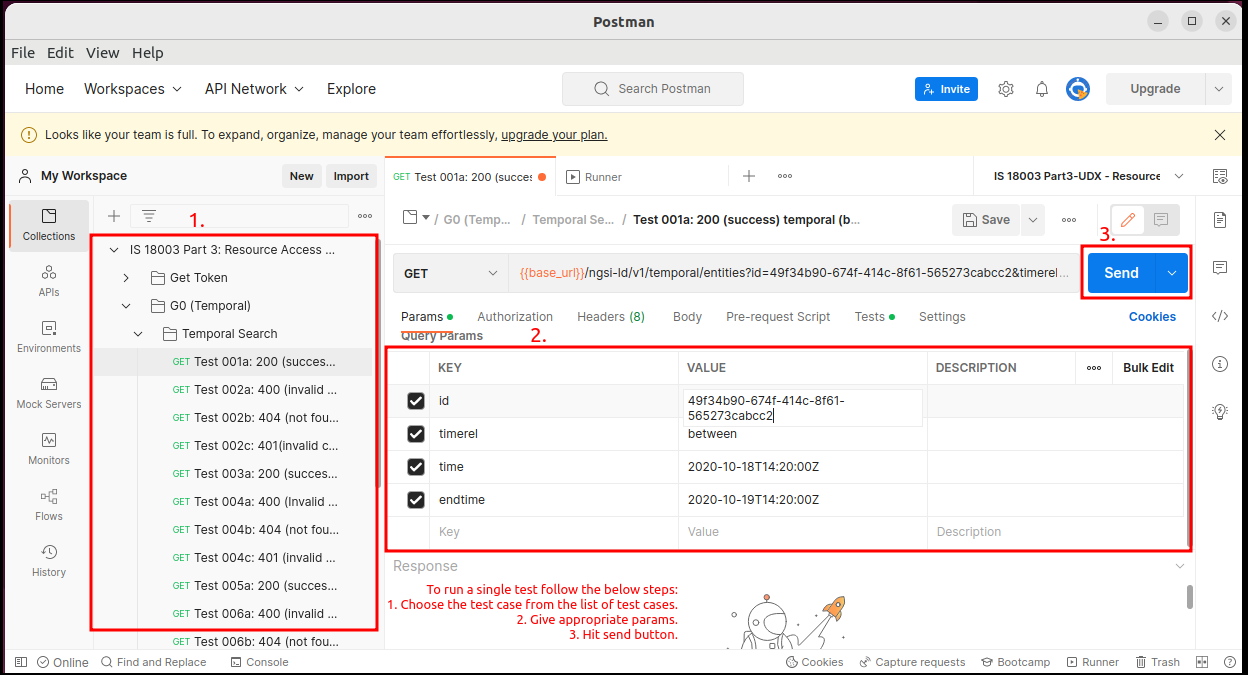 Postman
File Edit View Help
Home Workspaces API Network Explore Search Postman Invite Upgrade
Looks like your team is full. To expand, organize, manage your team effortlessly, upgrade your plan.
My Workspace New Import
GET Test 001a: 200 (succes Runner IS 18003 Part3-UDX - Resource
Collections
APIs
Environments
Mock Servers
Monitors
Flows
History
1.
IS 18003 Part 3: Resource Access ...
Get Token
G0 (Temporal)
Temporal Search
GET Test 001a: 200 (succes...
GET Test 002a: 400 (invalid ...
GET Test 002b: 404 (not fou...
GET Test 002c: 401(invalid c...
GET Test 003a: 200 (succes...
GET Test 004a: 400 (Invalid ...
GET Test 004b: 404 (not fou...
GET Test 004c: 401 (invalid ...
GET Test 005a: 200 (succes...
GET Test 006a: 400 (invalid ...
GET Test 006b: 404 (not fou...
/ G0 (Temp... / Temporal Se... / Test 001a: 200 (success) temporal (b... Save
3.
GET {{base_url}}/ngsi-ld/v1/temporal/entities?id=49f34b90-674f-414c-8f61-565273cabcc2&timerel... Send
Params Authorization Headers (8) Body Pre-request Script Tests Settings Cookies
Query Params
2.
KEY VALUE DESCRIPTION Bulk Edit
id 49f34b90-674f-414c-8f61-
565273cabcc2
timerel between
time 2020-10-18T14:20:00Z
endtime 2020-10-19T14:20:00Z
Key Value Description
Response
To run a single test follow the below steps:
1. Choose the test case from the list of test cases.
2. Give appropriate params.
3. Hit send button.
Online Find and Replace Console Cookies Capture requests Bootcamp Runner Trash